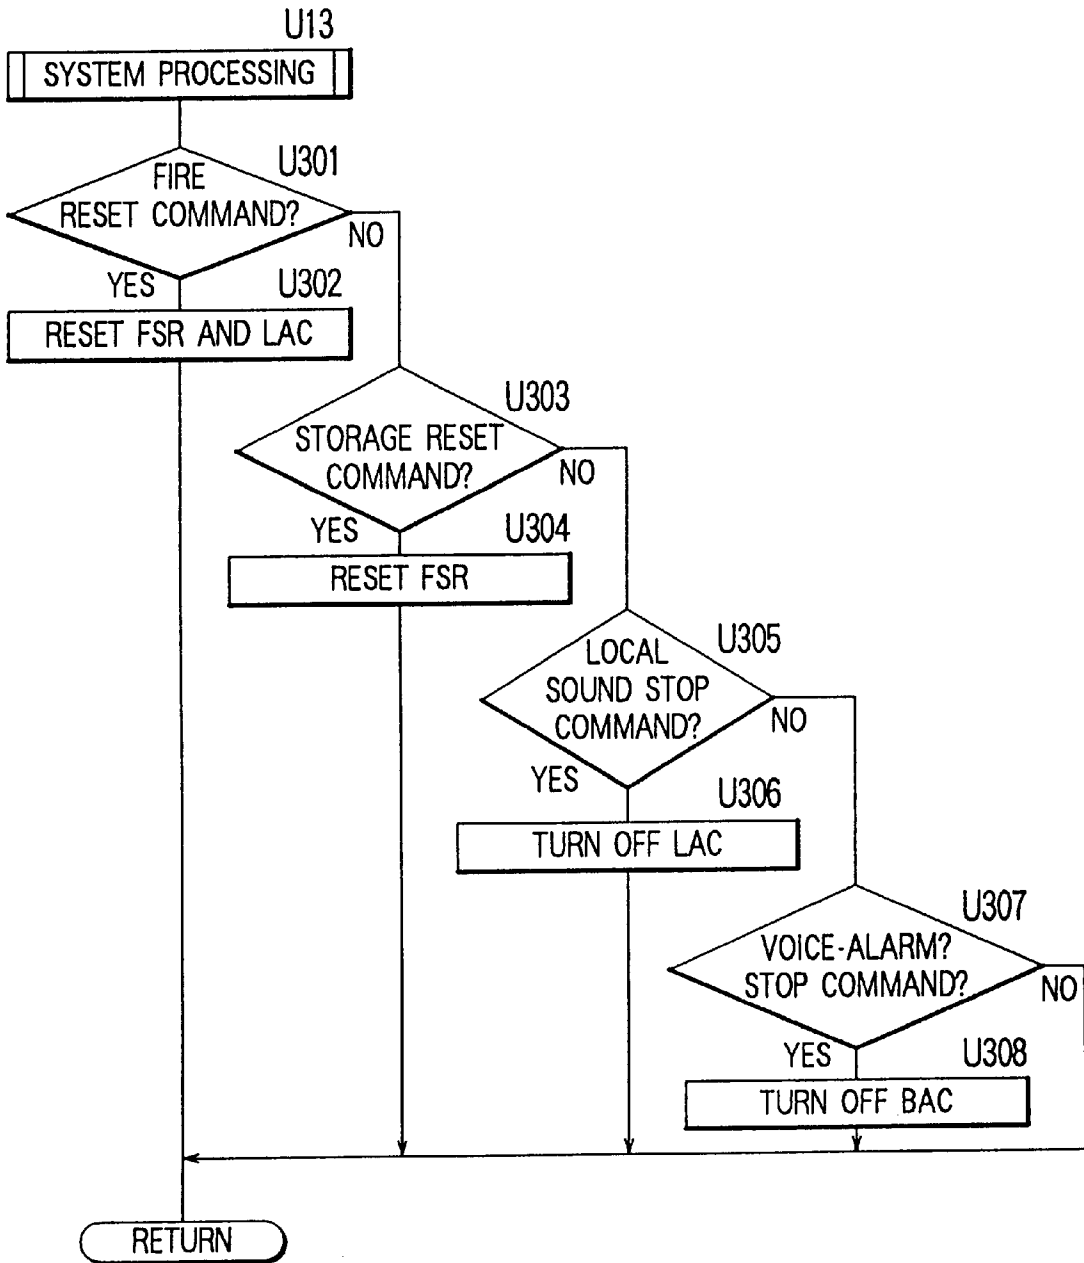 U13
SYSTEM PROCESSING
U301
FIRE
RESET COMMAND?
NO
YES
U302
RESET FSR AND LAC
U303
STORAGE RESET
COMMAND?
NO
YES
U304
RESET FSR
U305
LOCAL
SOUND STOP
COMMAND?
NO
YES
U306
TURN OFF LAC
U307
VOICE-ALARM?
STOP COMMAND?
NO
YES
U308
TURN OFF BAC
RETURN